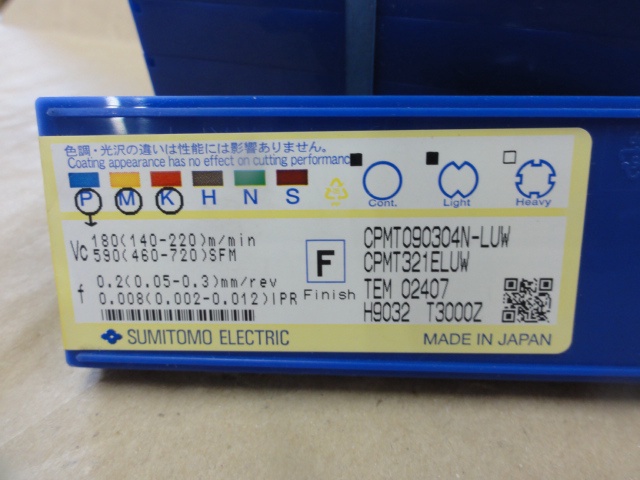 色調・光沢の違いは性能には影響ありません。
Coating appearance has no effect on cutting performanc
P M K H N S
Cont. Light Heavy
Vc 180(140-220)m/min
590(460-720)SFM
f 0.2(0.05-0.3)mm/rev
0.008(0.002-0.012)IPR
F
Finish
CPMT090304N-LUW
CPMT321ELUW
TEM 02407
H9032 T3000Z
SUMITOMO ELECTRIC
MADE IN JAPAN